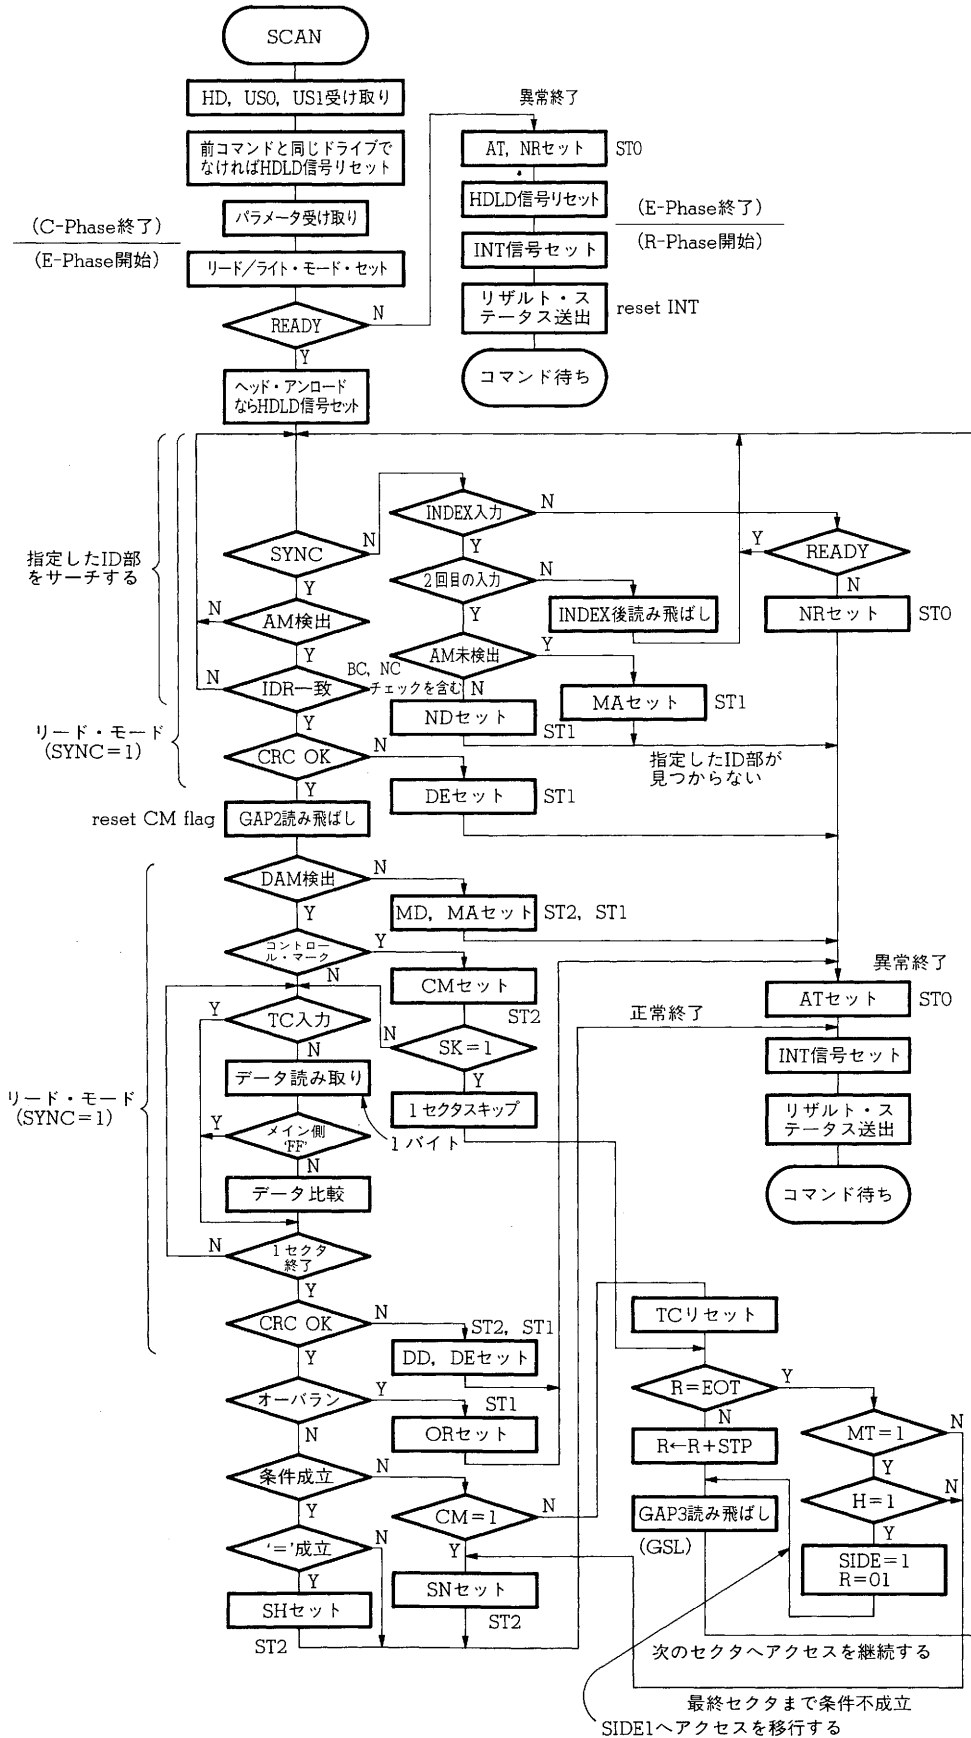 SCAN
HD, US0, US1受け取り
前コマンドと同じドライブで
なければHDLD信号リセット
パラメータ受け取り
(C-Phase終了)
(E-Phase開始)
リード/ライト・モード・セット
READY
N
Y
ヘッド・アンロード
ならHDLD信号セット
異常終了
AT, NRセット
ST0
HDLD信号リセット
(E-Phase終了)
(R-Phase開始)
INT信号セット
リザルト・ス
テータス送出
reset INT
コマンド待ち
指定したID部
をサーチする
リード・モード
(SYNC=1)
SYNC
N
Y
AM検出
N
Y
IDR一致
N
Y
BC, NC
チェックを含む
CRC OK
N
Y
INDEX入力
N
Y
2回目の入力
N
Y
INDEX後読み飛ばし
AM未検出
Y
N
NDセット
ST1
MAセット
ST1
指定したID部が
見つからない
READY
Y
N
NRセット
ST0
DEセット
ST1
reset CM flag
GAP2読み飛ばし
DAM検出
N
Y
MD, MAセット
ST2, ST1
コントロー
ル・マーク
Y
N
CMセット
ST2
SK=1
N
Y
1セクタスキップ
リード・モード
(SYNC=1)
TC入力
Y
N
データ読み取り
1バイト
メイン側
'FF'
Y
N
データ比較
1セクタ
終了
N
Y
CRC OK
N
Y
ST2, ST1
DD, DEセット
オーバラン
Y
N
ST1
ORセット
条件成立
N
Y
CM=1
N
Y
'='成立
N
Y
SHセット
ST2
SNセット
ST2
異常終了
ATセット
ST0
正常終了
INT信号セット
リザルト・ス
テータス送出
コマンド待ち
TCリセット
R=EOT
Y
N
R←R+STP
GAP3読み飛ばし
(GSL)
MT=1
N
Y
H=1
N
Y
SIDE=1
R=01
次のセクタへアクセスを継続する
最終セクタまで条件不成立
SIDE1へアクセスを移行する